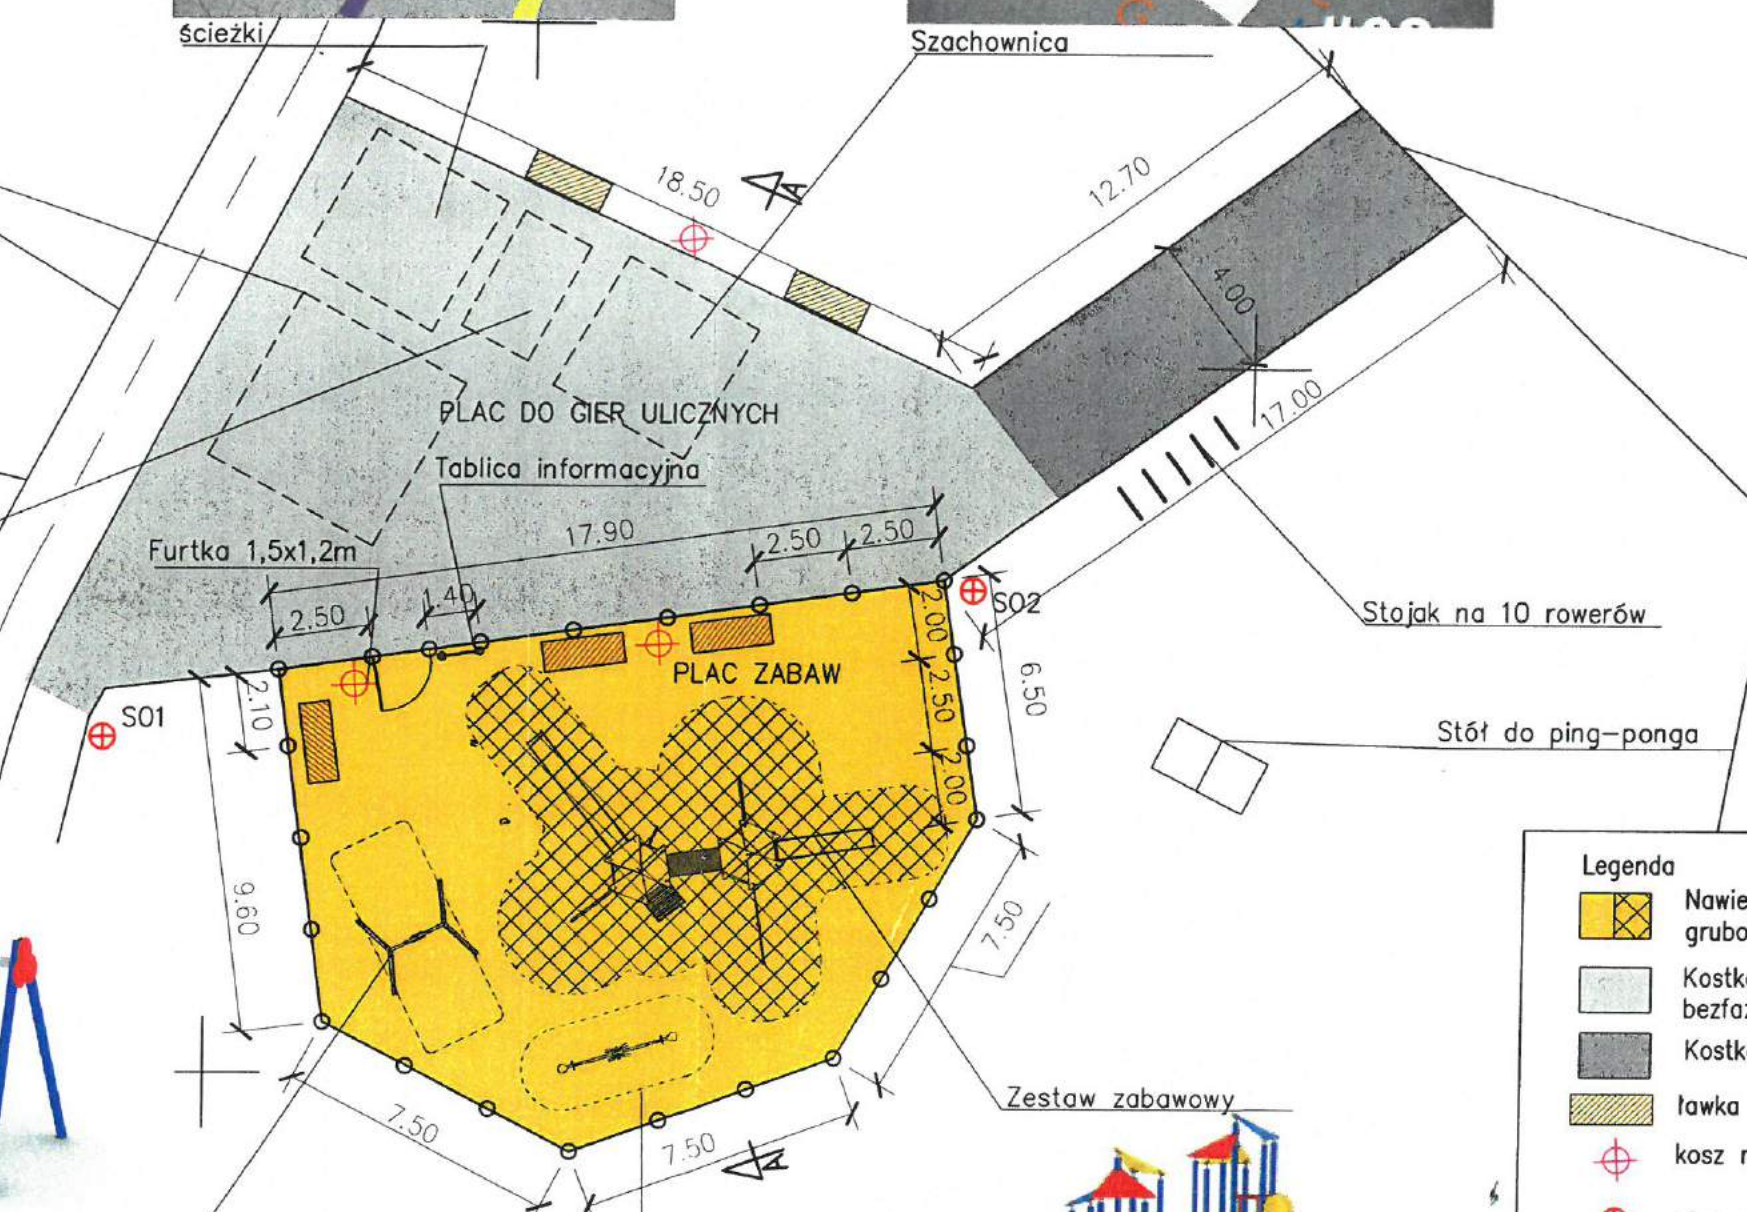 ścieżki
Szachownica
18.50
A
12.70
4.00
17.00
PLAC DO GIER ULICZNYCH
Tablica informacyjna
17.90
2.50
2.50
Furtka 1,5x1,2m
2.50
1.40
2.00
SO2
Stojak na 10 rowerów
PLAC ZABAW
2.10
SO1
2.50
6.50
Stół do ping-ponga
2.00
9.60
7.50
Legenda
Nawie
grubo
Kostk
bezfa
Kostk
ławka
kosz
Zestaw zabawowy
7.50
7.50
A